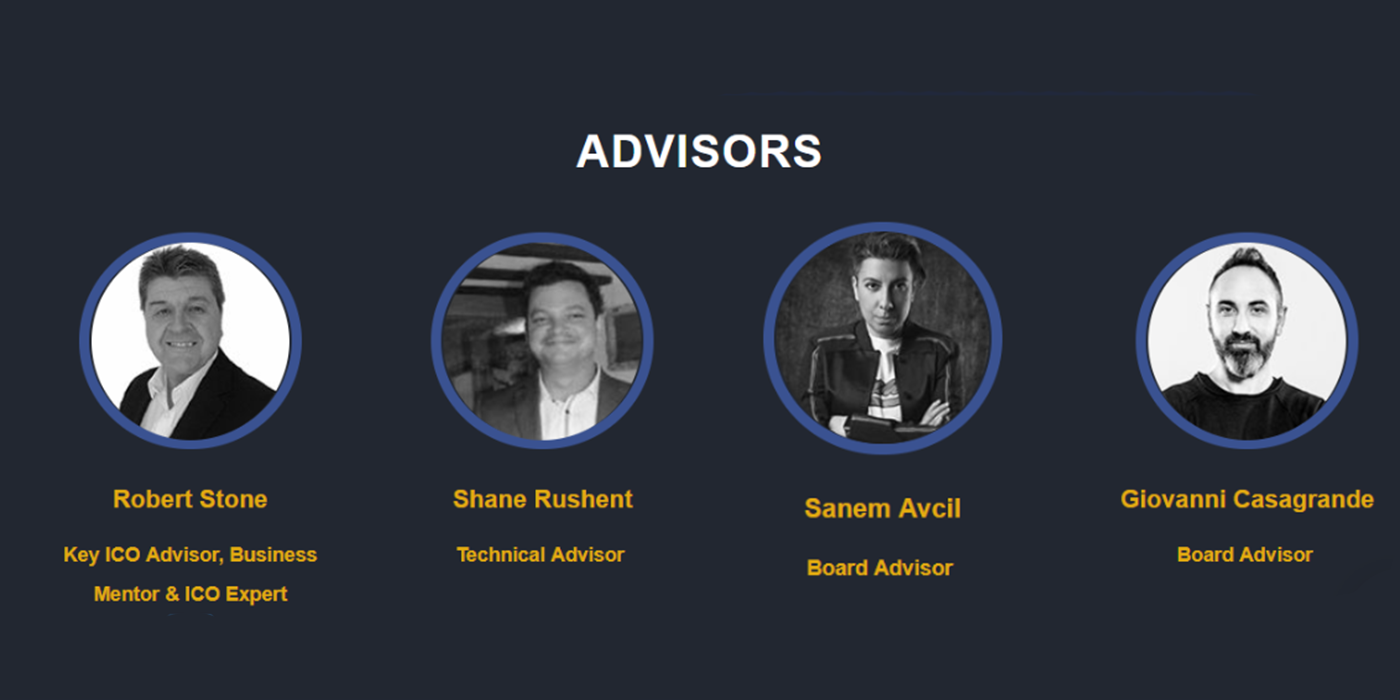 ADVISORS
Robert Stone
Key ICO Advisor, Business
Mentor & ICO Expert
Shane Rushent
Technical Advisor
Sanem Avcil
Board Advisor
Giovanni Casagrande
Board Advisor